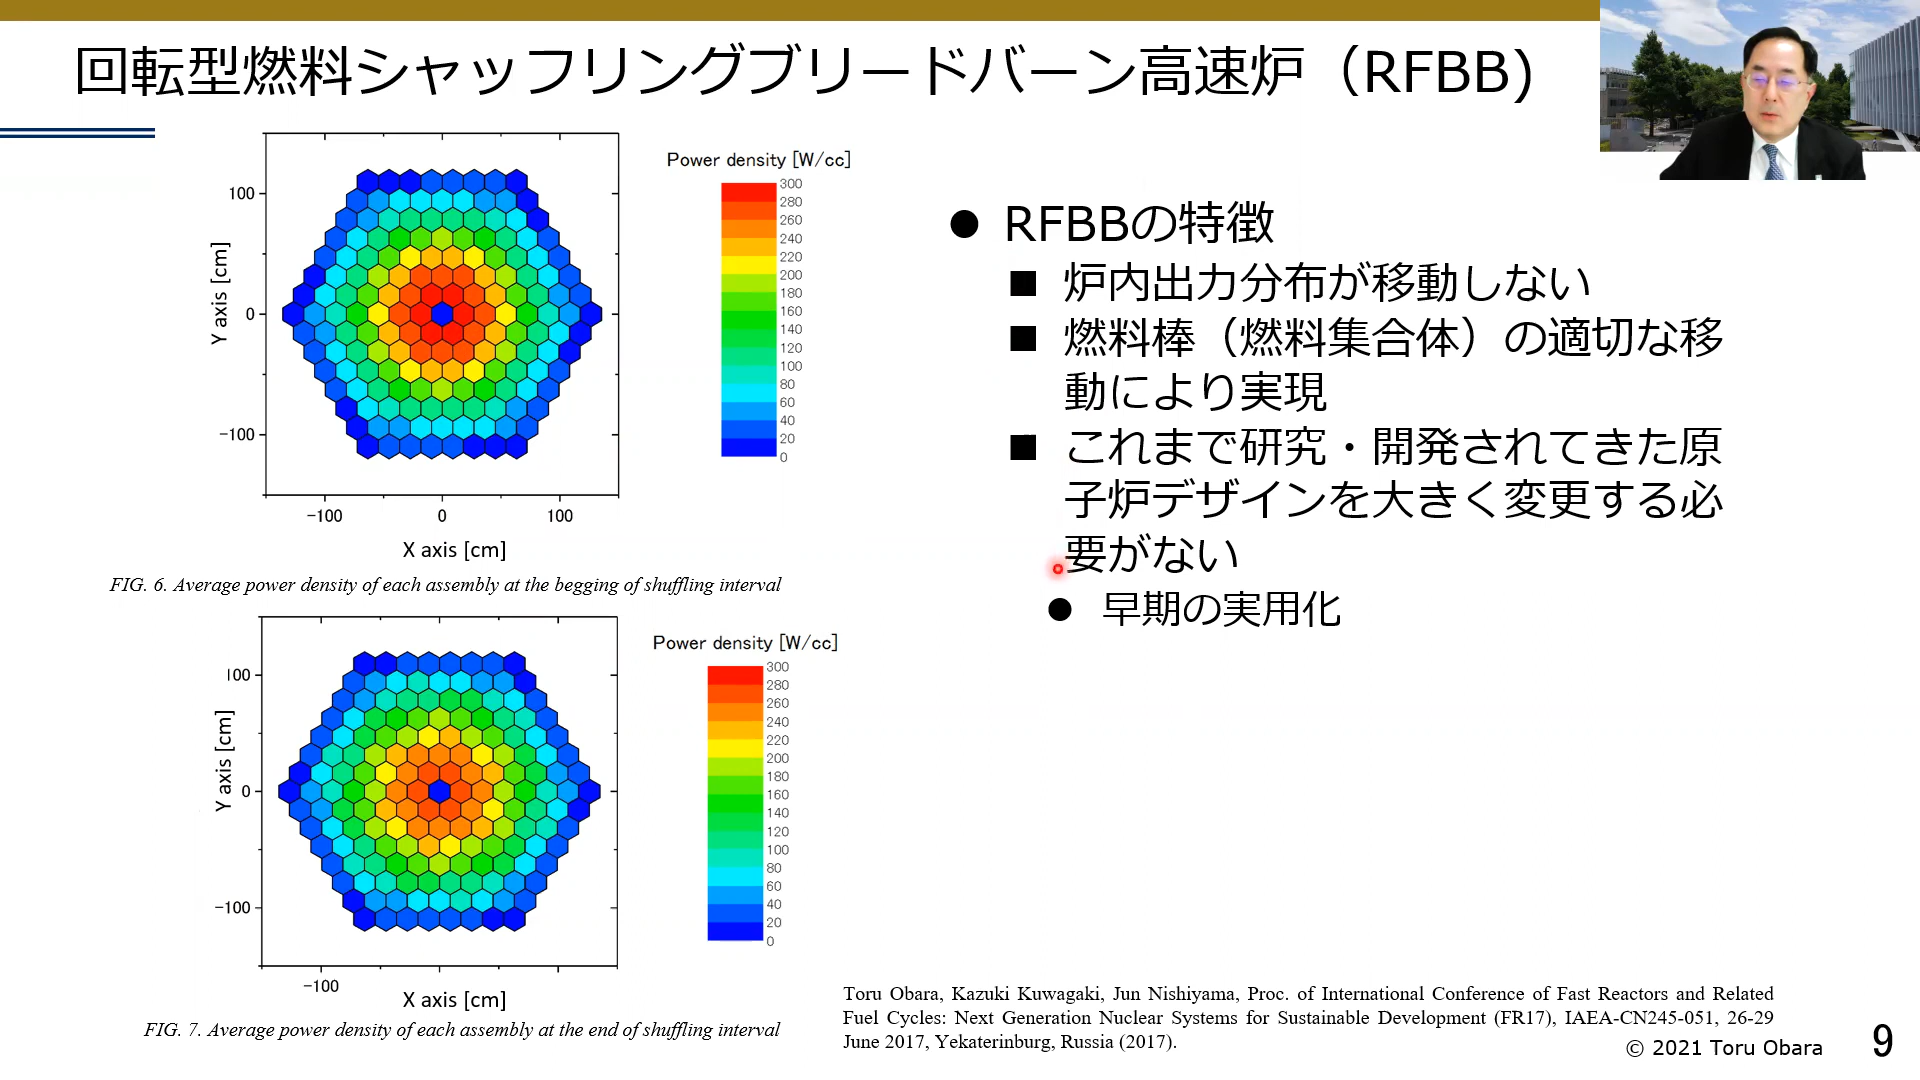 回転型燃料シャッフリングブリードバーン高速炉（RFBB)
Power density [W/cc]
300
280
260
240
220
200
180
160
140
120
100
80
60
40
20
0
Y axis [cm]
100
0
-100
-100 0 100
X axis [cm]
FIG. 6. Average power density of each assembly at the begging of shuffling interval
Power density [W/cc]
300
280
260
240
220
200
180
160
140
120
100
80
60
40
20
0
Y axis [cm]
100
0
-100
-100
X axis [cm]
FIG. 7. Average power density of each assembly at the end of shuffling interval
● RFBBの特徴
■ 炉内出力分布が移動しない
■ 燃料棒（燃料集合体）の適切な移
動により実現
■ これまで研究・開発されてきた原
子炉デザインを大きく変更する必
要がない
● 早期の実用化
Toru Obara, Kazuki Kuwagaki, Jun Nishiyama, Proc. of International Conference of Fast Reactors and Related
Fuel Cycles: Next Generation Nuclear Systems for Sustainable Development (FR17), IAEA-CN245-051, 26-29
June 2017, Yekaterinburg, Russia (2017).
© 2021 Toru Obara
9